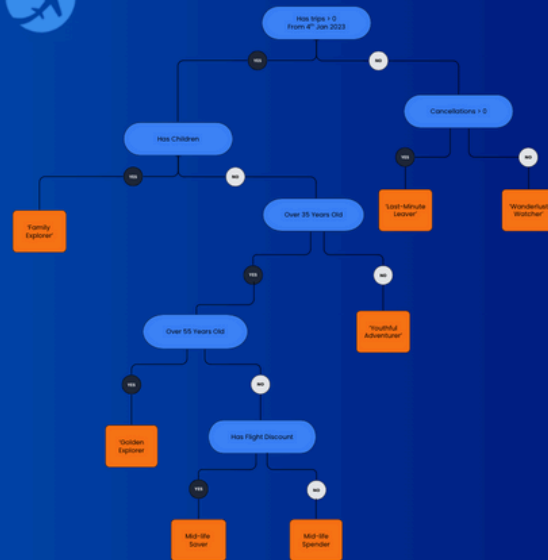 Has trips > 0
From 4th Jan 2023
YES
NO
Has Children
Cancellations > 0
YES
NO
YES
NO
'Family
Explorer'
Over 35 Years Old
'Last-Minute
Leaver'
'Wanderlust
Watcher'
YES
NO
Over 55 Years Old
'Youthful
Adventurer'
YES
NO
'Golden
Explorer
Has Flight Discount
YES
NO
Mid-life
Saver
Mid-life
Spender